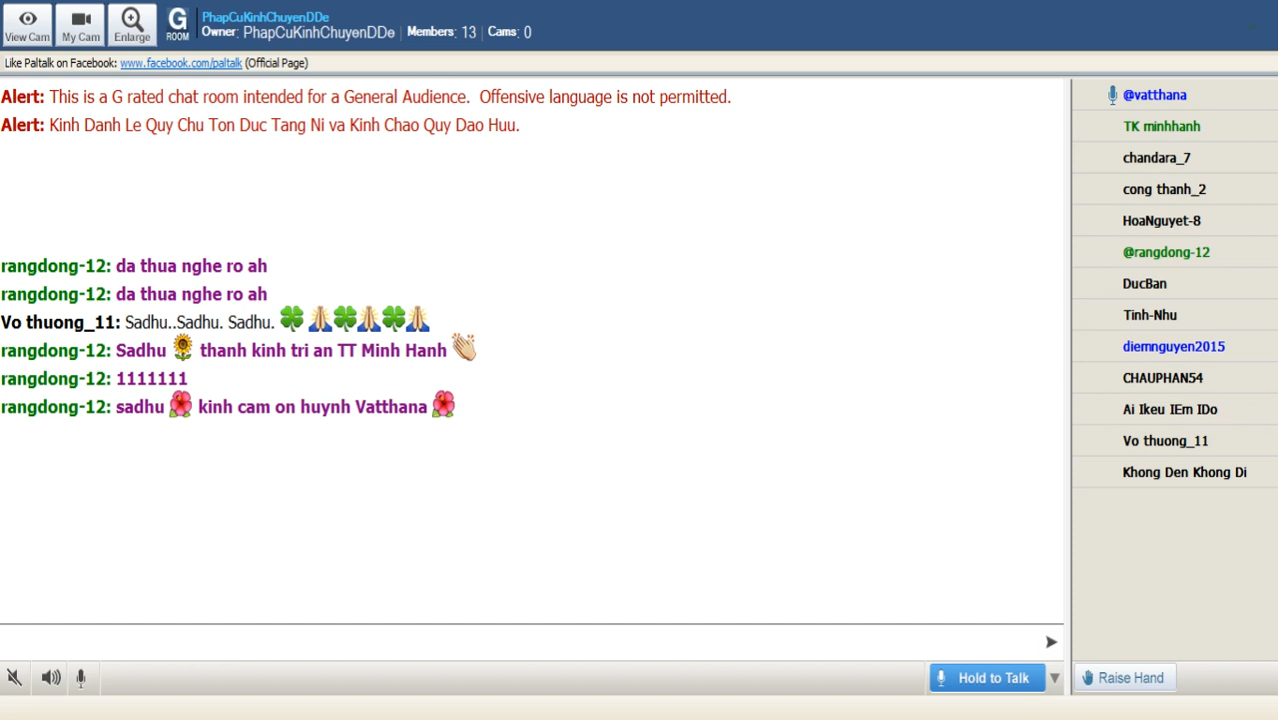 View Cam
My Cam
Enlarge
G
ROOM
PhapCuKinhChuyenDDe
Owner: PhapCuKinhChuyenDDe Members: 13 Cams: 0
Like Paltalk on Facebook: www.facebook.com/paltalk (Official Page)
Alert: This is a G rated chat room intended for a General Audience. Offensive language is not permitted.
Alert: Kinh Danh Le Quy Chu Ton Duc Tang Ni va Kinh Chao Quy Dao Huu.
rangdong-12: da thua nghe ro ah
rangdong-12: da thua nghe ro ah
Vo thuong_11: Sadhu..Sadhu. Sadhu. 🍀🙏🍀🙏🍀🙏
rangdong-12: Sadhu 🌻 thanh kinh tri an TT Minh Hanh 👏
rangdong-12: 1111111
rangdong-12: sadhu 🌺 kinh cam on huynh Vatthana 🌺
@vatthana
TK minhhanh
chandara_7
cong thanh_2
HoaNguyet-8
@rangdong-12
DucBan
Tinh-Nhu
diemnguyen2015
CHAUPHAN54
Ai Ikeu IEm IDo
Vo thuong_11
Khong Den Khong Di
Hold to Talk
Raise Hand